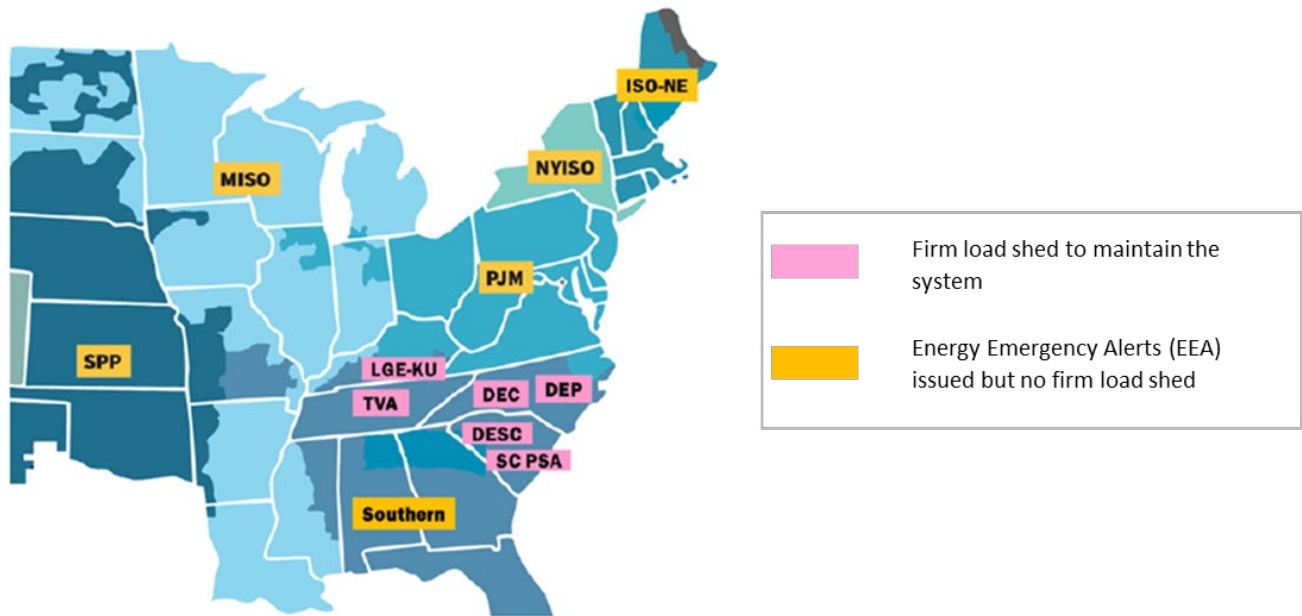 ISO-NE
NYISO
MISO
PJM
SPP
LGE-KU
TVA
DEC
DEP
DESC
SC PSA
Southern
Firm load shed to maintain the
system
Energy Emergency Alerts (EEA)
issued but no firm load shed